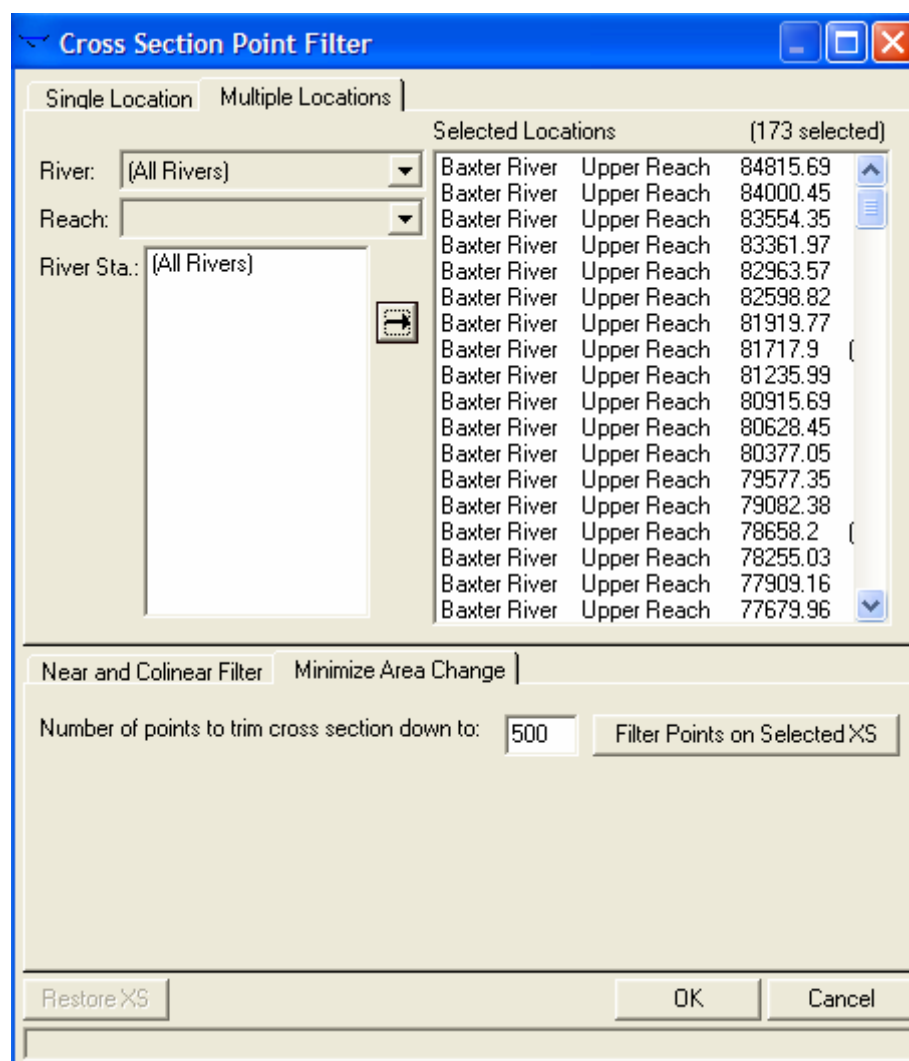 Cross Section Point Filter
Single Location Multiple Locations
Selected Locations (173 selected)
River: (All Rivers)
Reach:
River Sta.: (All Rivers)
Baxter River Upper Reach 84815.69
Baxter River Upper Reach 84000.45
Baxter River Upper Reach 83554.35
Baxter River Upper Reach 83361.97
Baxter River Upper Reach 82963.57
Baxter River Upper Reach 82598.82
Baxter River Upper Reach 81919.77
Baxter River Upper Reach 81717.9 (
Baxter River Upper Reach 81235.99
Baxter River Upper Reach 80915.69
Baxter River Upper Reach 80628.45
Baxter River Upper Reach 80377.05
Baxter River Upper Reach 79577.35
Baxter River Upper Reach 79082.38
Baxter River Upper Reach 78658.2 (
Baxter River Upper Reach 78255.03
Baxter River Upper Reach 77909.16
Baxter River Upper Reach 77679.96
Near and Colinear Filter Minimize Area Change
Number of points to trim cross section down to: 500 Filter Points on Selected XS
Restore XS OK Cancel